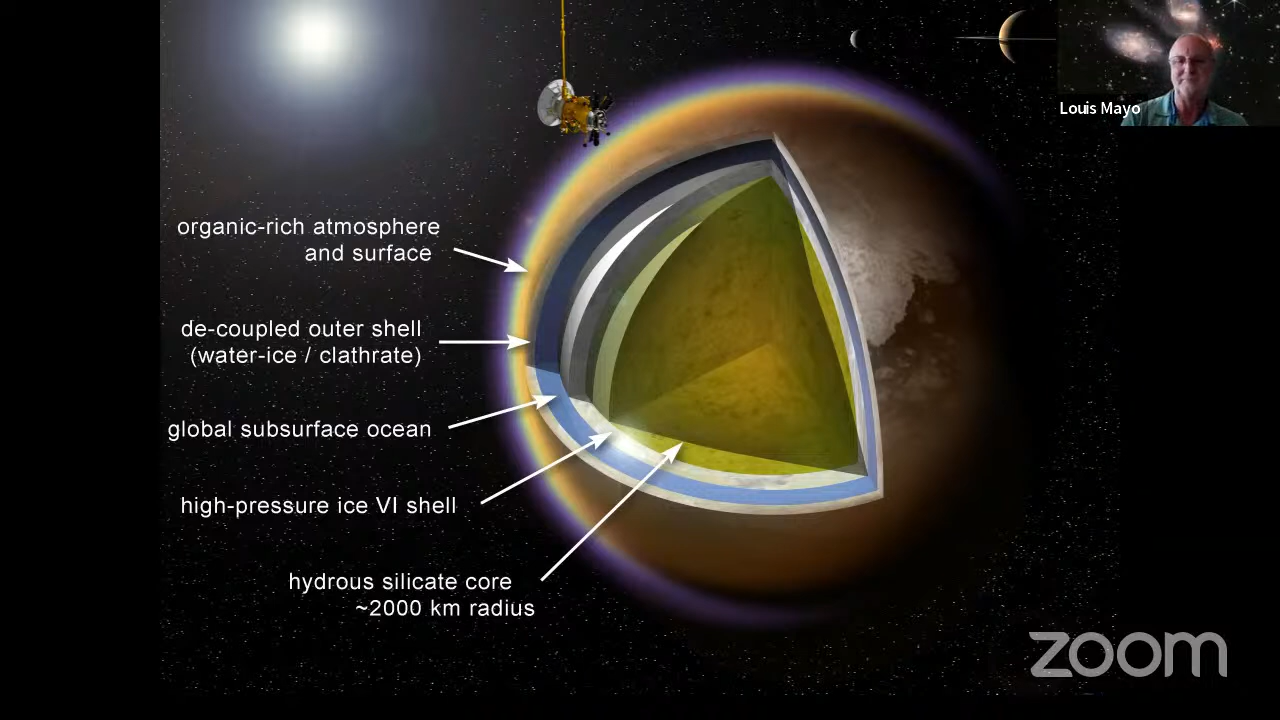 Louis Mayo
organic-rich atmosphere
and surface
de-coupled outer shell
(water-ice / clathrate)
global subsurface ocean
high-pressure ice VI shell
hydrous silicate core
~2000 km radius
zoom